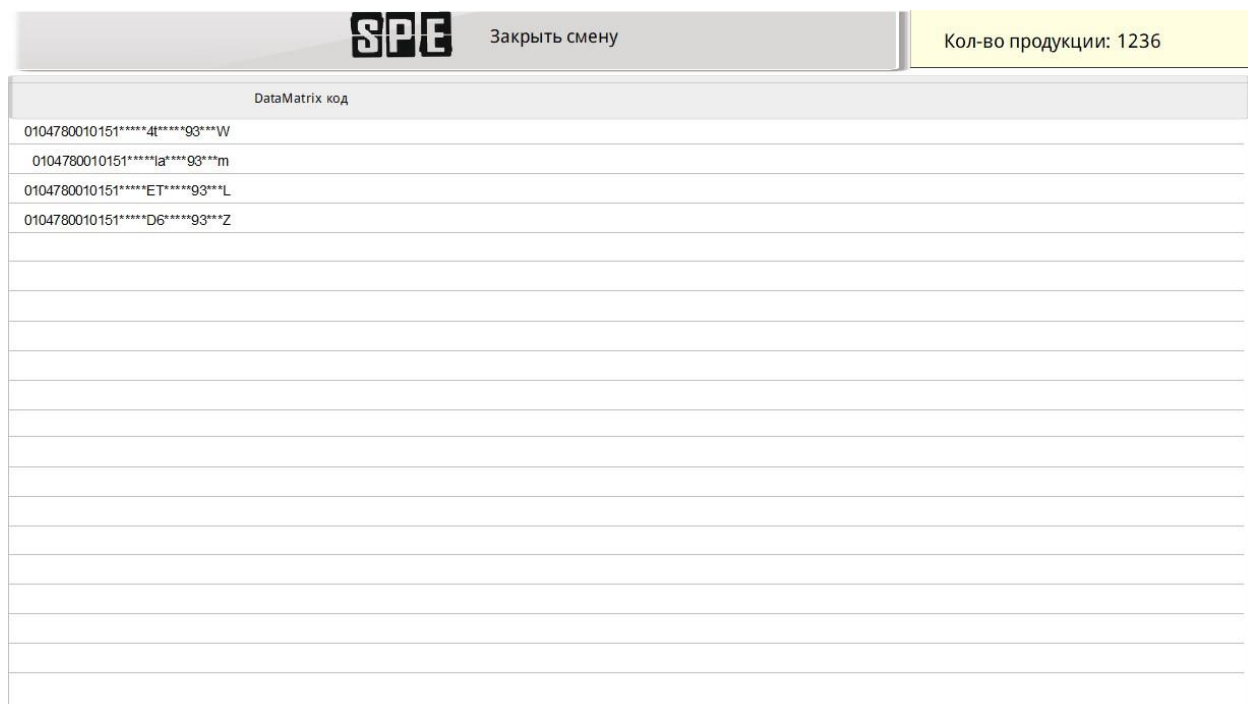 SPE Закрыть смену
Кол-во продукции: 1236
DataMatrix код
0104780010151*****4t*****93***W
0104780010151*****la****93***m
0104780010151*****ET*****93***L
0104780010151*****D6*****93***Z